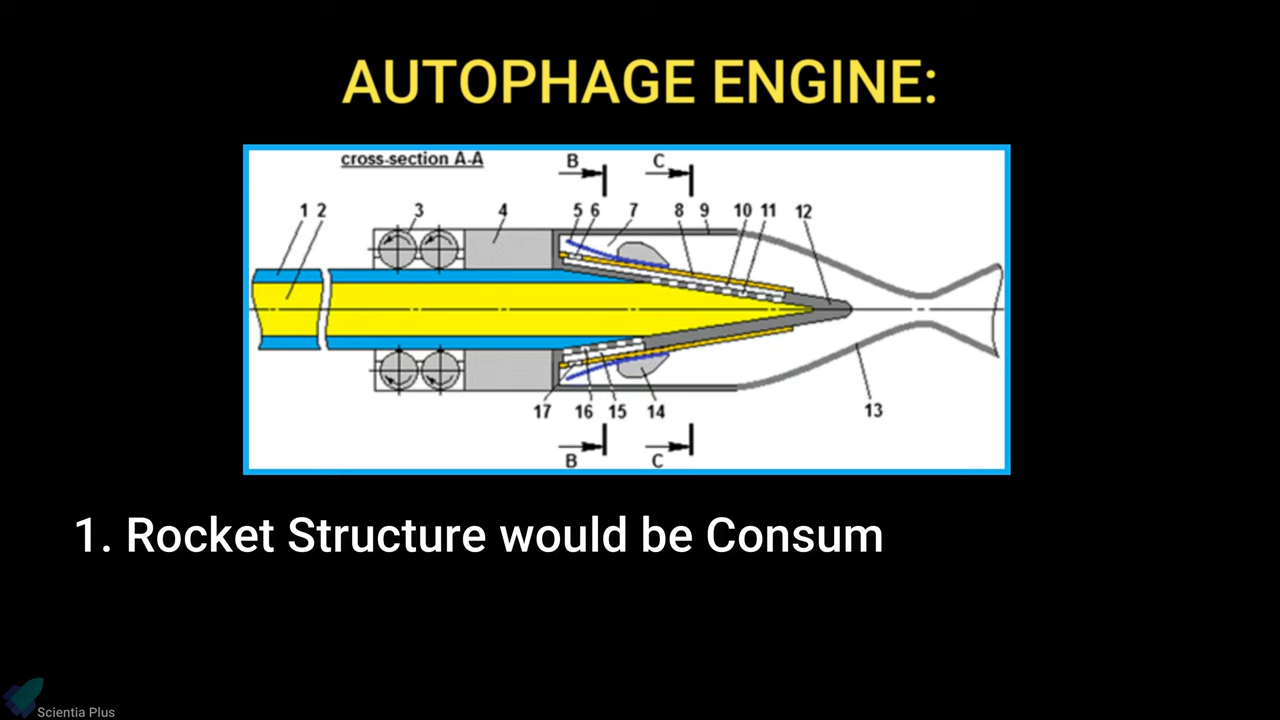 AUTOPHAGE ENGINE:
cross-section A-A
B C
1 2 3 4 5 6 7 8 9 10 11 12
17 16 15 14 13
B C
1. Rocket Structure would be Consum
Scientia Plus